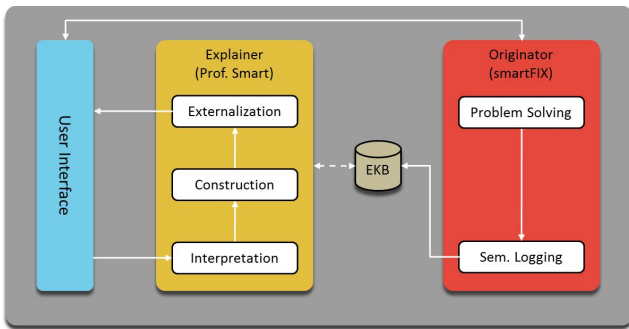 User Interface
Explainer
(Prof. Smart)
Externalization
Construction
Interpretation
EKB
Originator
(smartFIX)
Problem Solving
Sem. Logging